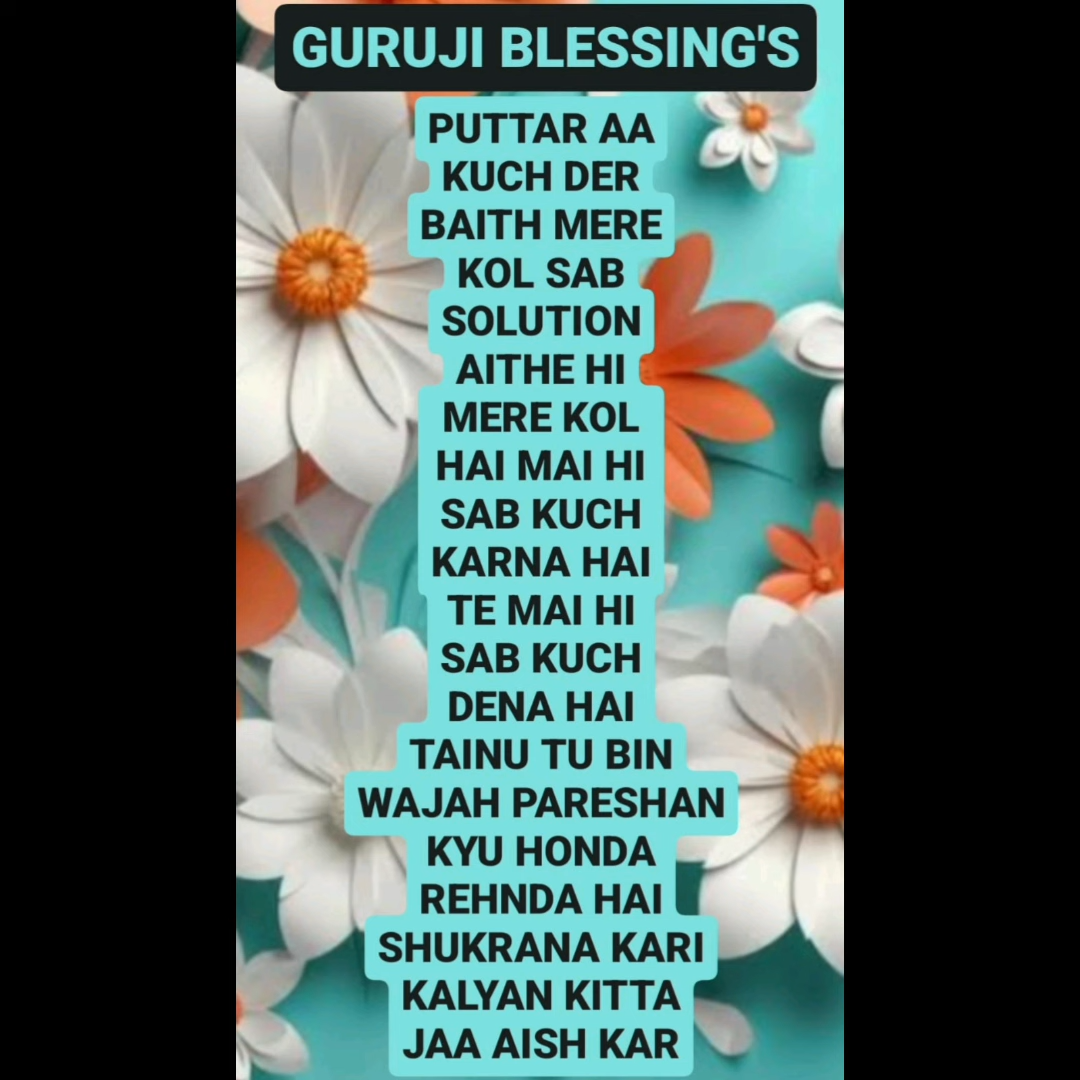 GURUJI BLESSING'S
PUTTAR AA
KUCH DER
BAITH MERE
KOL SAB
SOLUTION
AITHE HI
MERE KOL
HAI MAI HI
SAB KUCH
KARNA HAI
TE MAI HI
SAB KUCH
DENA HAI
TAINU TU BIN
WAJAH PARESHAN
KYU HONDA
REHNDA HAI
SHUKRANA KARI
KALYAN KITTA
JAA AISH KAR